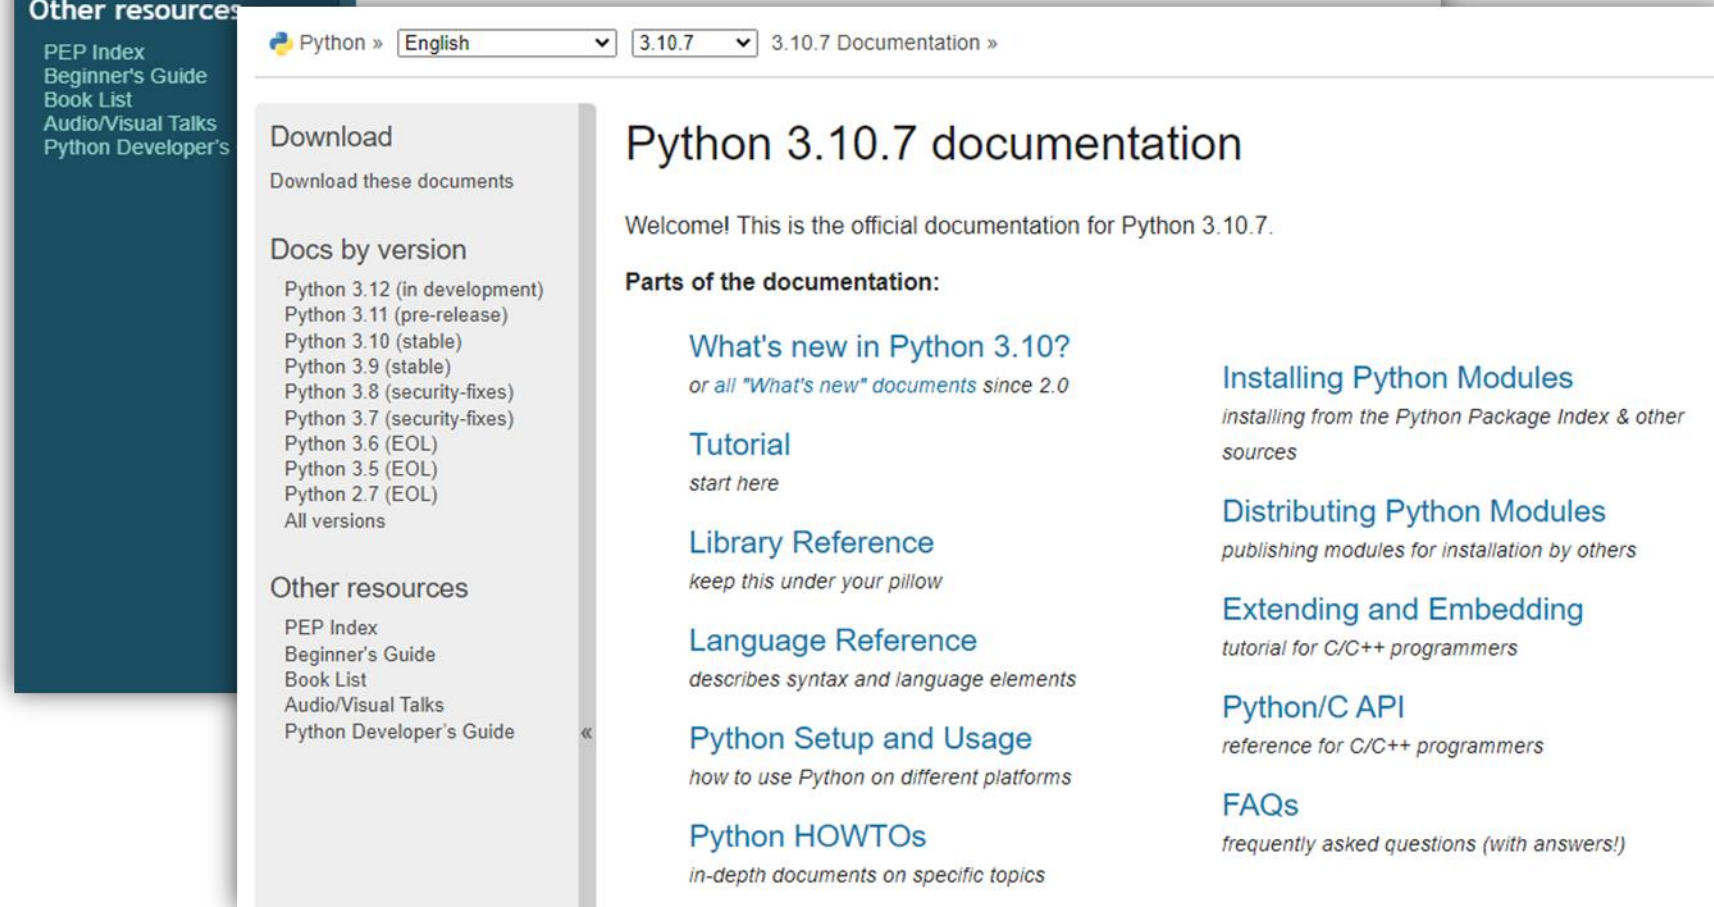 Other resources
PEP Index
Beginner's Guide
Book List
Audio/Visual Talks
Python Developer's
Python » English 3.10.7 3.10.7 Documentation »
Download
Download these documents
Docs by version
Python 3.12 (in development)
Python 3.11 (pre-release)
Python 3.10 (stable)
Python 3.9 (stable)
Python 3.8 (security-fixes)
Python 3.7 (security-fixes)
Python 3.6 (EOL)
Python 3.5 (EOL)
Python 2.7 (EOL)
All versions
Other resources
PEP Index
Beginner's Guide
Book List
Audio/Visual Talks
Python Developer's Guide
«
Python 3.10.7 documentation
Welcome! This is the official documentation for Python 3.10.7.
Parts of the documentation:
What's new in Python 3.10?
or all "What's new" documents since 2.0
Tutorial
start here
Library Reference
keep this under your pillow
Language Reference
describes syntax and language elements
Python Setup and Usage
how to use Python on different platforms
Python HOWTOs
in-depth documents on specific topics
Installing Python Modules
installing from the Python Package Index & other
sources
Distributing Python Modules
publishing modules for installation by others
Extending and Embedding
tutorial for C/C++ programmers
Python/C API
reference for C/C++ programmers
FAQs
frequently asked questions (with answers!)